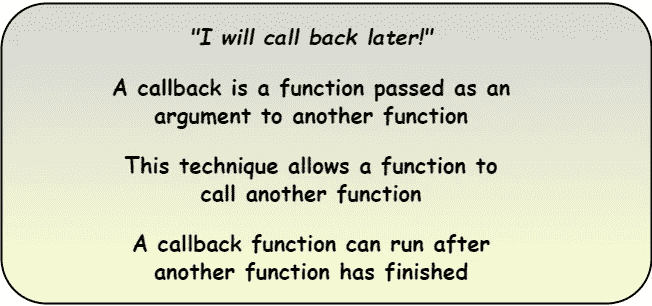 "I will call back later!"
A callback is a function passed as an
argument to another function
This technique allows a function to
call another function
A callback function can run after
another function has finished